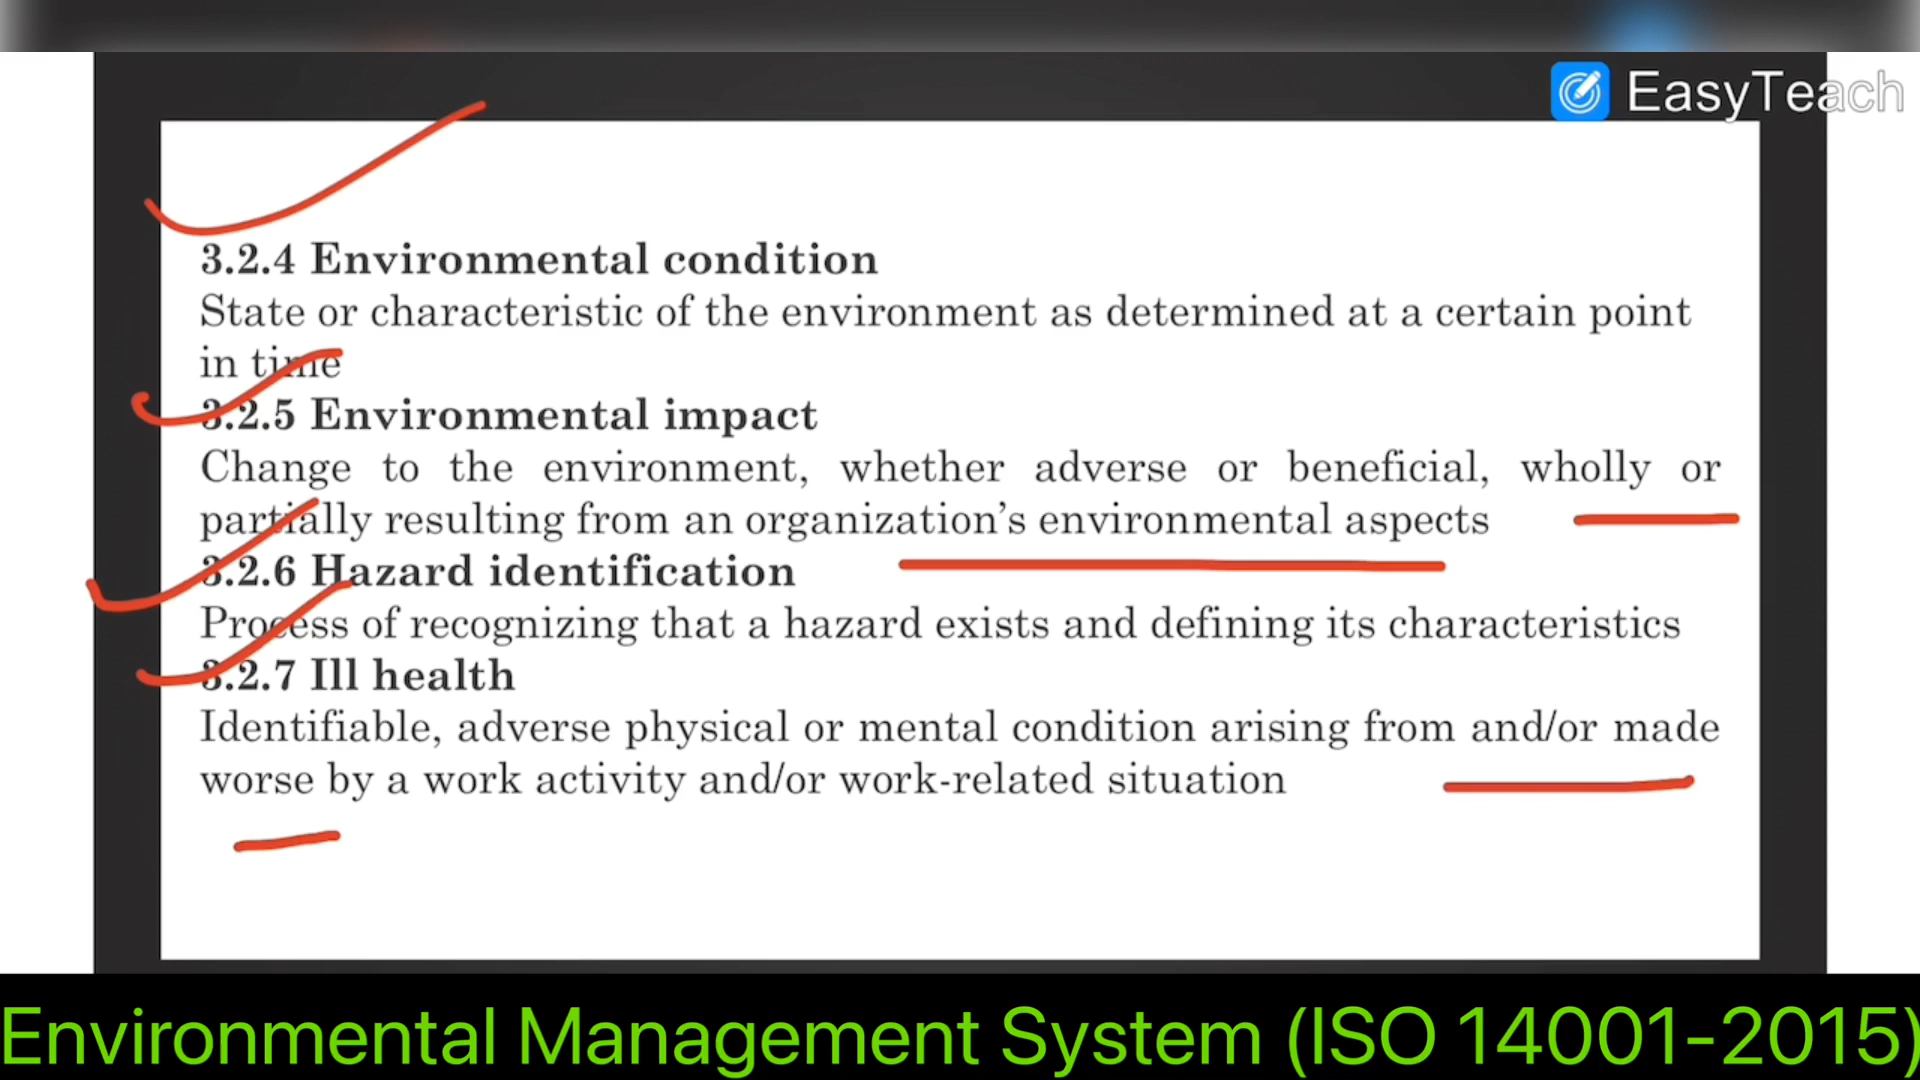 EasyTeach
3.2.4 Environmental condition
State or characteristic of the environment as determined at a certain point
in time
3.2.5 Environmental impact
Change to the environment, whether adverse or beneficial, wholly or
partially resulting from an organization’s environmental aspects
3.2.6 Hazard identification
Process of recognizing that a hazard exists and defining its characteristics
3.2.7 Ill health
Identifiable, adverse physical or mental condition arising from and/or made
worse by a work activity and/or work-related situation
Environmental Management System (ISO 14001-2015)